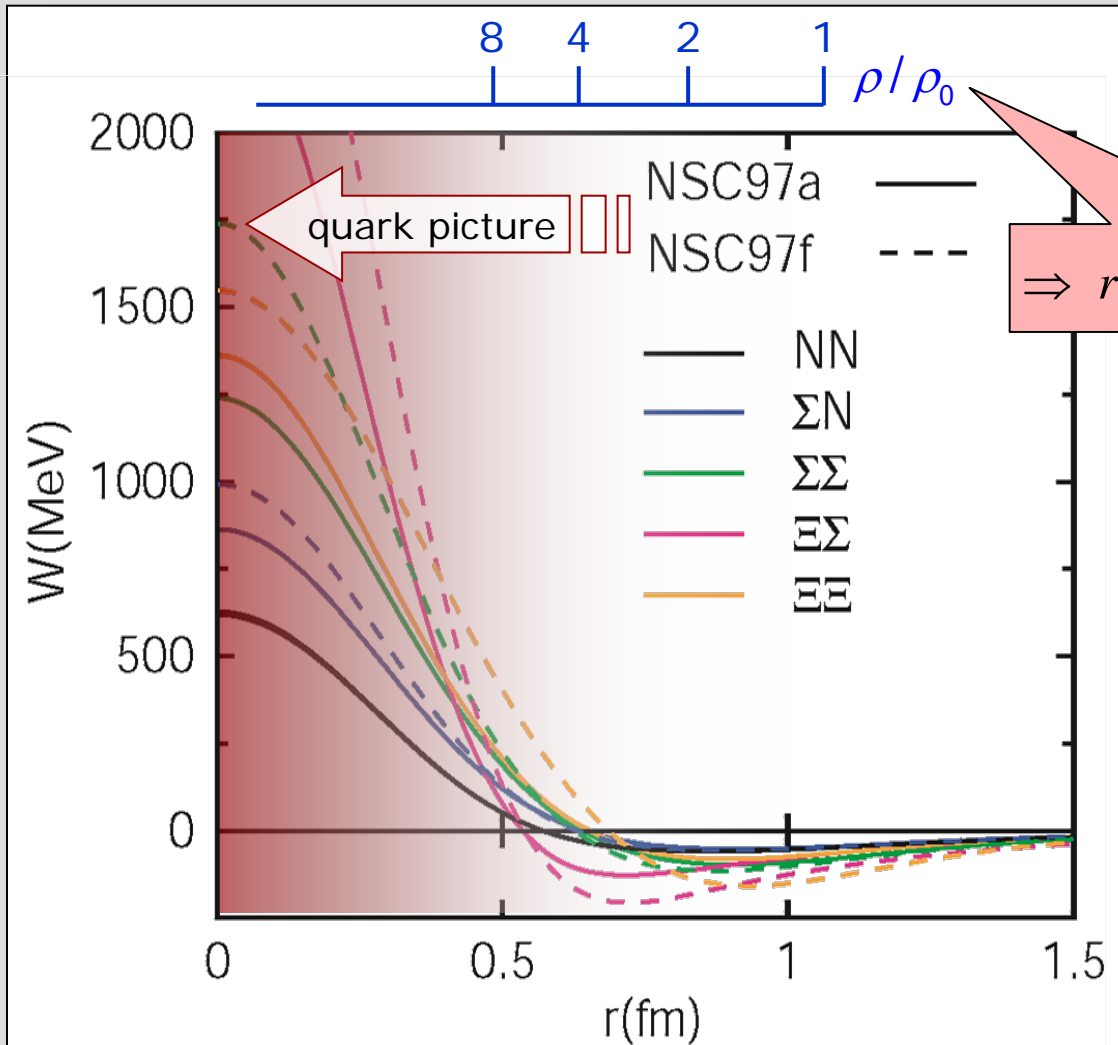 8 4 2 1
ρ / ρ₀
2000
1500
1000
500
0
W(MeV)
quark picture
NSC97a
NSC97f
⇒ r
NN
ΣN
ΣΣ
ΞΣ
ΞΞ
0 0.5 1 1.5
r(fm)